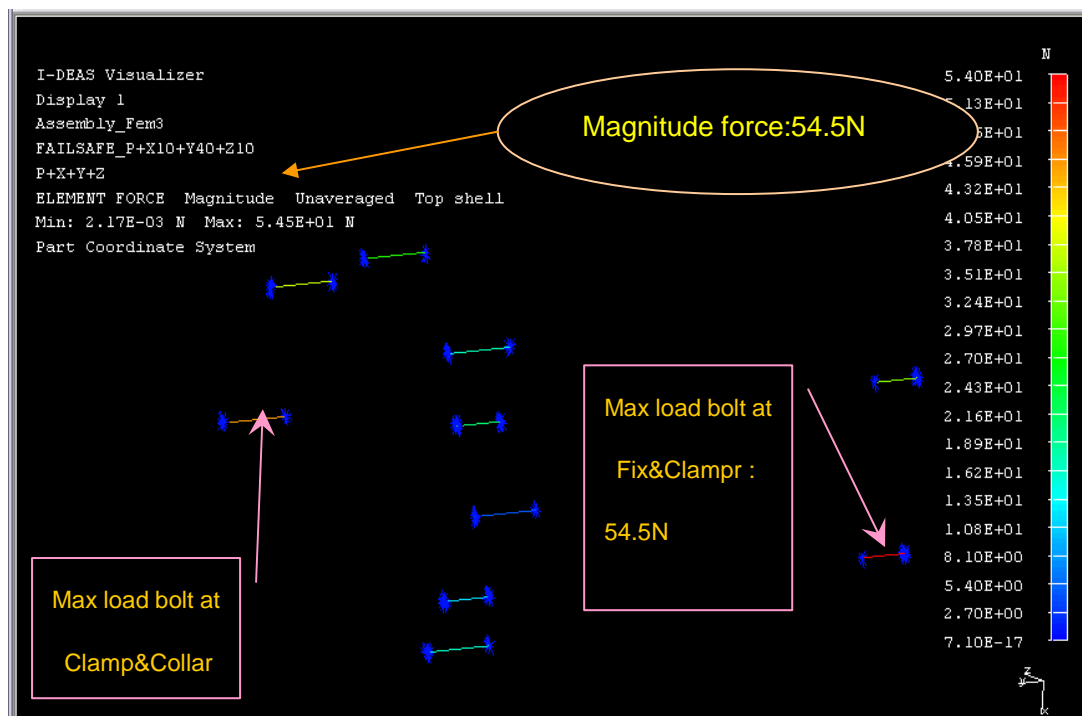 N
I-DEAS Visualizer
Display 1
Assembly_Fem3
FAILSAFE_P+X10+Y40+Z10
P+X+Y+Z
ELEMENT FORCE Magnitude Unaveraged Top shell
Min: 2.17E-03 N Max: 5.45E+01 N
Part Coordinate System
Magnitude force:54.5N
5.40E+01
13E+01
E+01
.59E+01
4.32E+01
4.05E+01
3.78E+01
3.51E+01
3.24E+01
2.97E+01
2.70E+01
2.43E+01
2.16E+01
1.89E+01
1.62E+01
1.35E+01
1.08E+01
8.10E+00
5.40E+00
2.70E+00
7.10E-17
Max load bolt at
Fix&Clampr :
54.5N
Max load bolt at
Clamp&Collar
Z
X